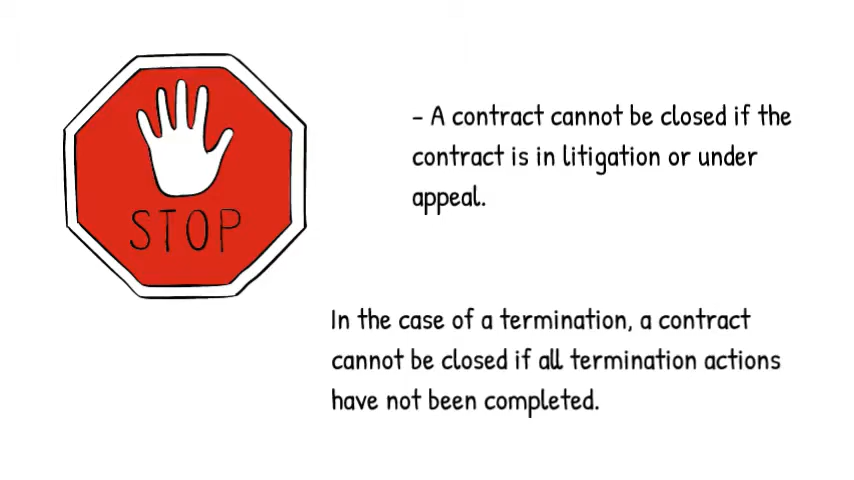 STOP
- A contract cannot be closed if the
contract is in litigation or under
appeal.
In the case of a termination, a contract
cannot be closed if all termination actions
have not been completed.